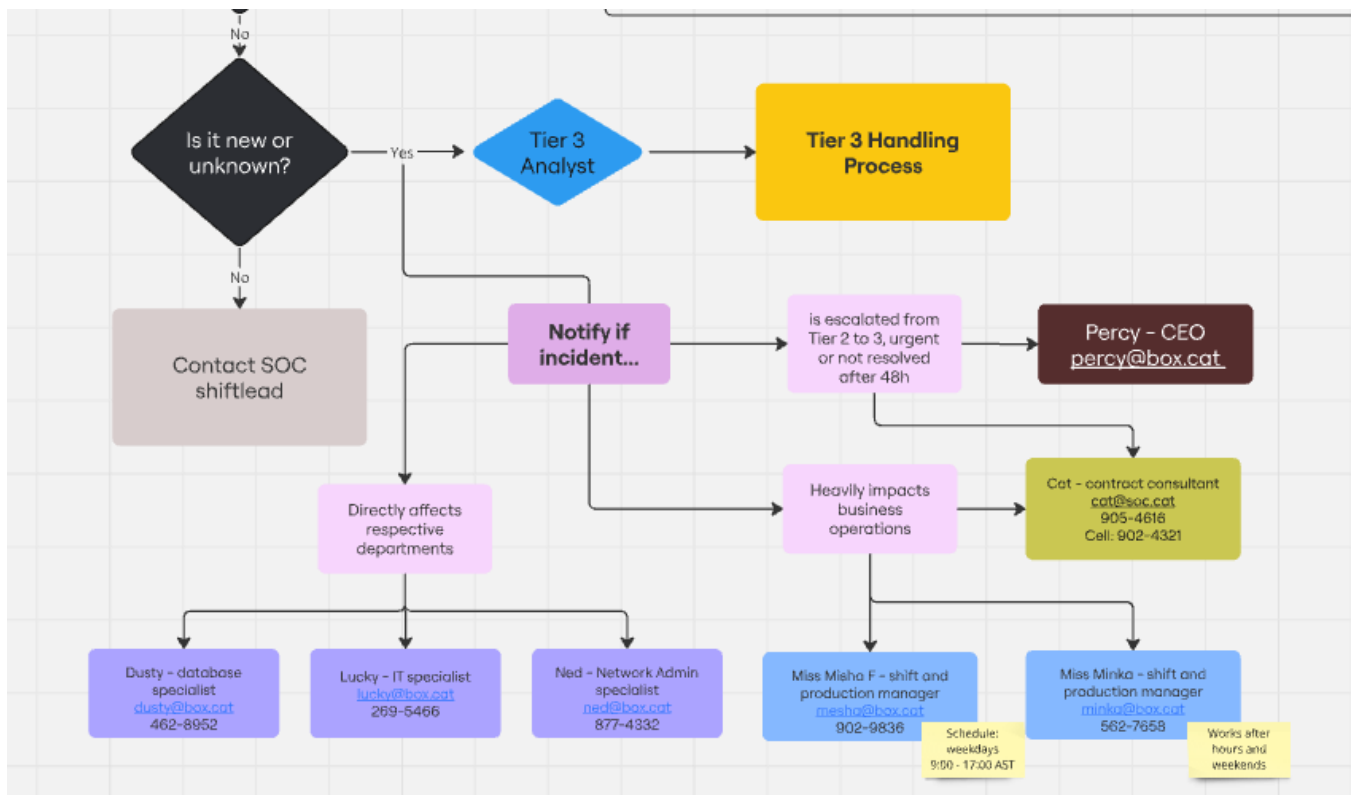 No
Is it new or
unknown?
Yes
Tier 3
Analyst
Tier 3 Handling
Process
No
Contact SOC
shiftlead
Notify if
incident...
is escalated from
Tier 2 to 3, urgent
or not resolved
after 48h
Percy - CEO
percy@box.cat
Directly affects
respective
departments
Heavily impacts
business
operations
Cat - contract consultant
cat@soc.cat
905-4616
Cell: 902-4321
Dusty - database
specialist
dusty@box.cat
462-8952
Lucky - IT specialist
lucky@box.cat
269-5466
Ned - Network Admin
specialist
ned@box.cat
877-4332
Miss Misha F - shift and
production manager
mesha@box.cat
902-9836
Schedule:
weekdays
9:00 - 17:00 AST
Miss Minka - shift and
production manager
minka@box.cat
562-7658
Works after
hours and
weekends